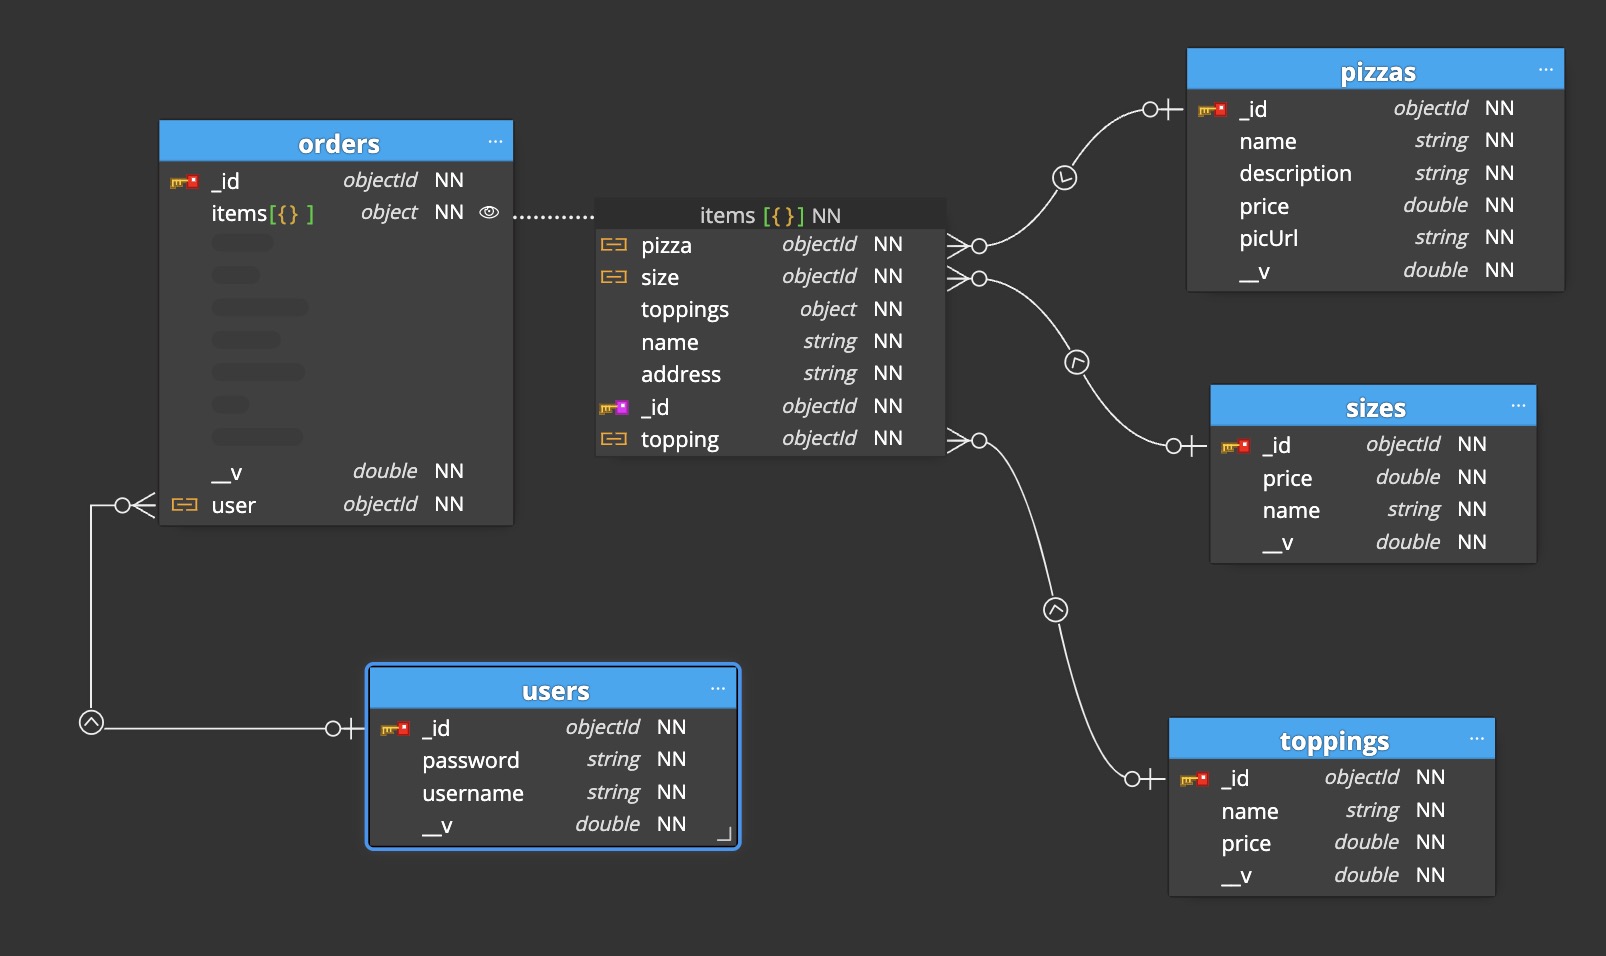 orders ...
_id objectId NN
items[{} ] object NN
__v double NN
user objectId NN
items [{}] NN
pizza objectId NN
size objectId NN
toppings object NN
name string NN
address string NN
_id objectId NN
topping objectId NN
pizzas ...
_id objectId NN
name string NN
description string NN
price double NN
picUrl string NN
__v double NN
sizes ...
_id objectId NN
price double NN
name string NN
__v double NN
users ...
_id objectId NN
password string NN
username string NN
__v double NN
toppings ...
_id objectId NN
name string NN
price double NN
__v double NN